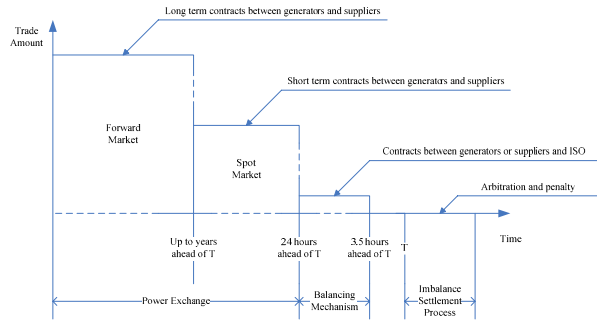 Long term contracts between generators and suppliers
Trade
Amount
Short term contracts between generators and suppliers
Forward
Market
Contracts between generators or suppliers and ISO
Spot
Market
Arbitration and penalty
Time
Up to years
ahead of T
24 hours
ahead of T
3.5 hours
ahead of T
T
Power Exchange
Balancing
Mechanism
Imbalance
Settlement
Process